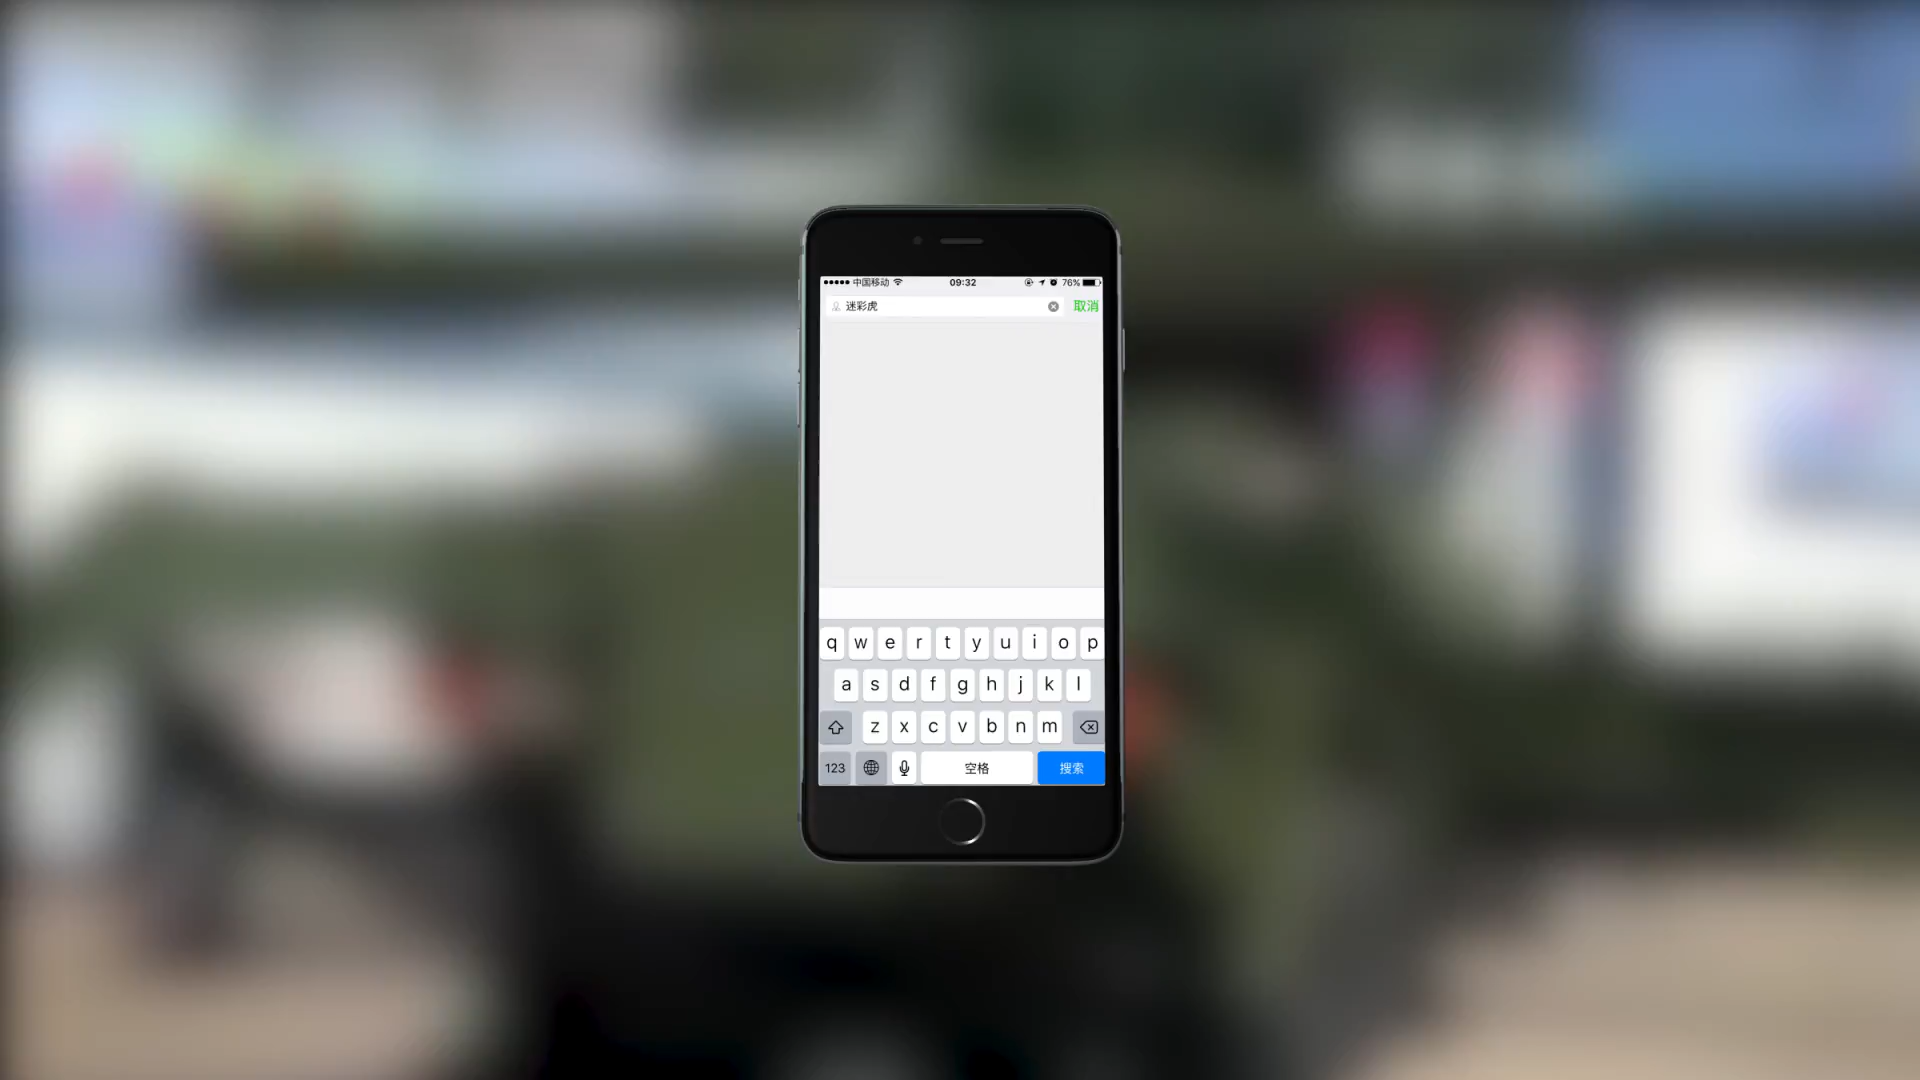 中国移动 09:32 76%
迷彩虎 取消
q w e r t y u i o p
a s d f g h j k l
z x c v b n m
123 空格 搜索